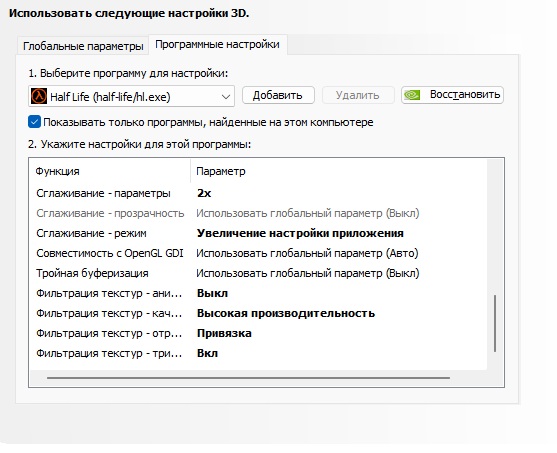 Использовать следующие настройки 3D.
Глобальные параметры Программные настройки
1. Выберите программу для настройки:
Half Life (half-life/hl.exe) Добавить Удалить Восстановить
Показывать только программы, найденные на этом компьютере
2. Укажите настройки для этой программы:
Функция Параметр
Сглаживание - параметры 2x
Сглаживание - прозрачность Использовать глобальный параметр (Выкл)
Сглаживание - режим Увеличение настройки приложения
Совместимость с OpenGL GDI Использовать глобальный параметр (Авто)
Тройная буферизация Использовать глобальный параметр (Выкл)
Фильтрация текстур - ани... Выкл
Фильтрация текстур - кач... Высокая производительность
Фильтрация текстур - отр... Привязка
Фильтрация текстур - три... Вкл